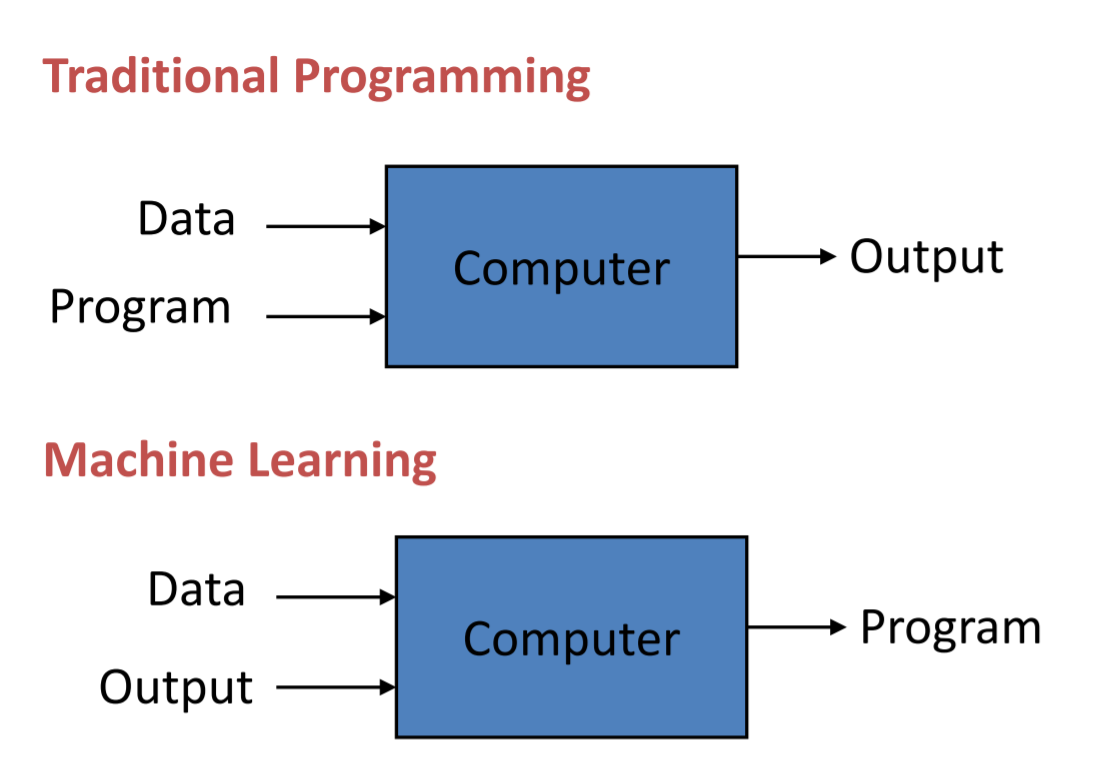 Traditional Programming
Data
Program
Computer
Output
Machine Learning
Data
Output
Computer
Program